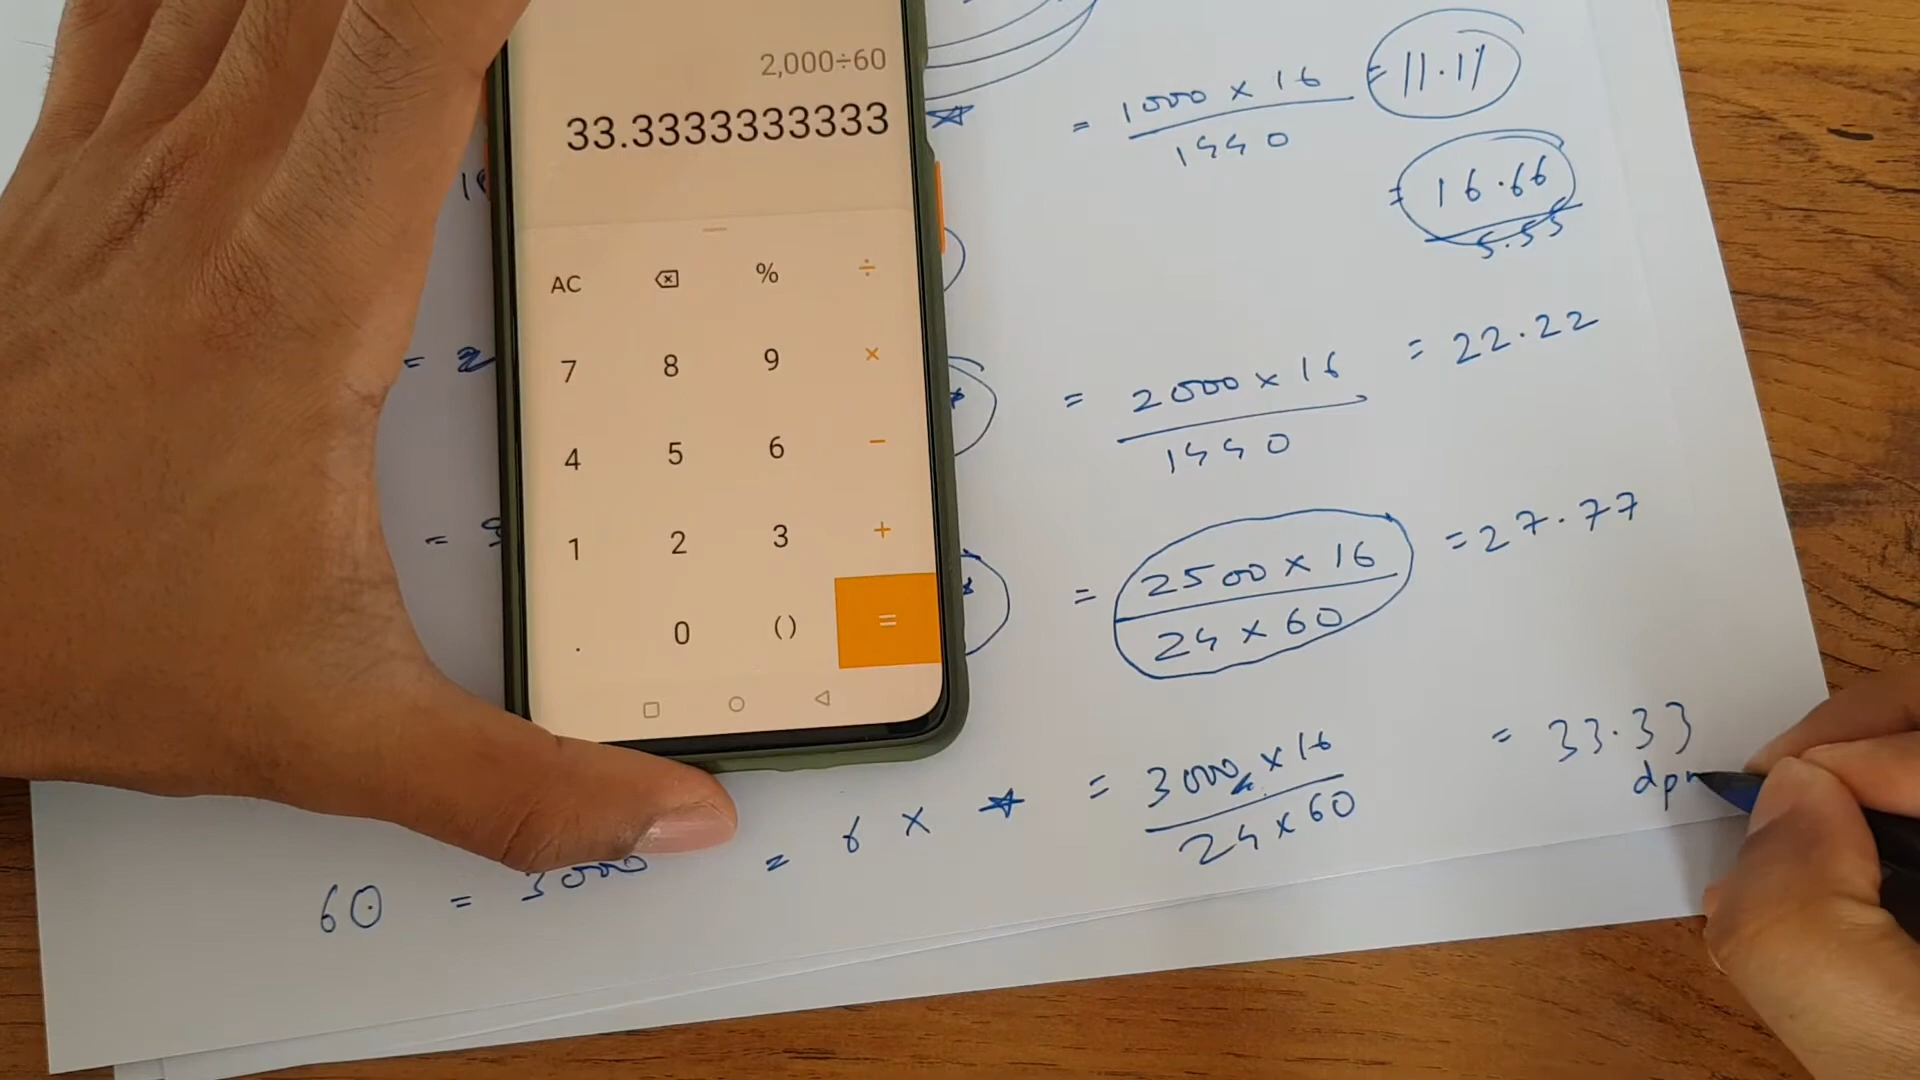 2,000÷60
33.3333333333
AC % ÷
7 8 9 ×
4 5 6 −
1 2 3 +
. 0 () =
= 1000 x 16 = 11.11
1440
= 16.66
5.55
= 2000 x 16 = 22.22
1440
= 2500 x 16 = 27.77
24 x 60
60 = 3000 = 6 x = 3000 x 16 = 33.33
24 x 60